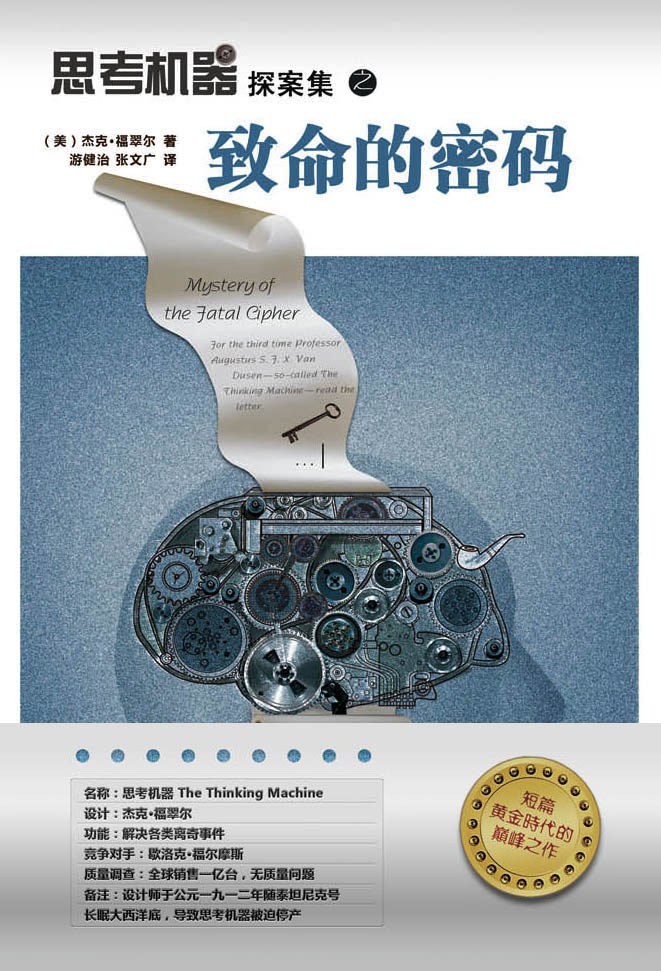 思考机器 探案集 之
致命的密码
（美）杰克·福翠尔 著
游健治 张文广 译
Mystery of
the Fatal Cipher
For the third time Professor
Augustus S. F. X. Van
Dusen—so-called The
Thinking Machine—read the
letter.
...|
名称：思考机器 The Thinking Machine
设计：杰克·福翠尔
功能：解决各类离奇事件
竞争对手：歇洛克·福尔摩斯
质量调查：全球销售一亿台，无质量问题
备注：设计师于公元一九一二年随泰坦尼克号
长眠大西洋底，导致思考机器被迫停产
短篇
黄金時代的
巔峰之作